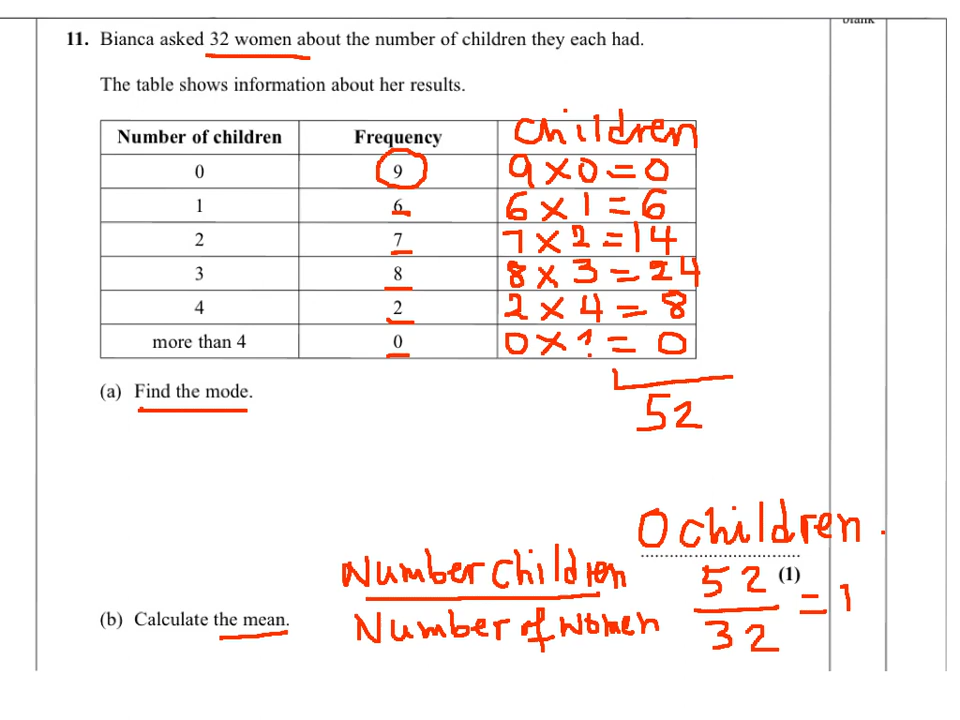 blank
11. Bianca asked 32 women about the number of children they each had.
The table shows information about her results.
Number of children Frequency children
0 9 9 x 0 = 0
1 6 6 x 1 = 6
2 7 7 x 2 = 14
3 8 8 x 3 = 24
4 2 2 x 4 = 8
more than 4 0 0 x ? = 0
52
(a) Find the mode.
0 children.
(1)
Number children 52
(b) Calculate the mean. Number of women 32 = 1